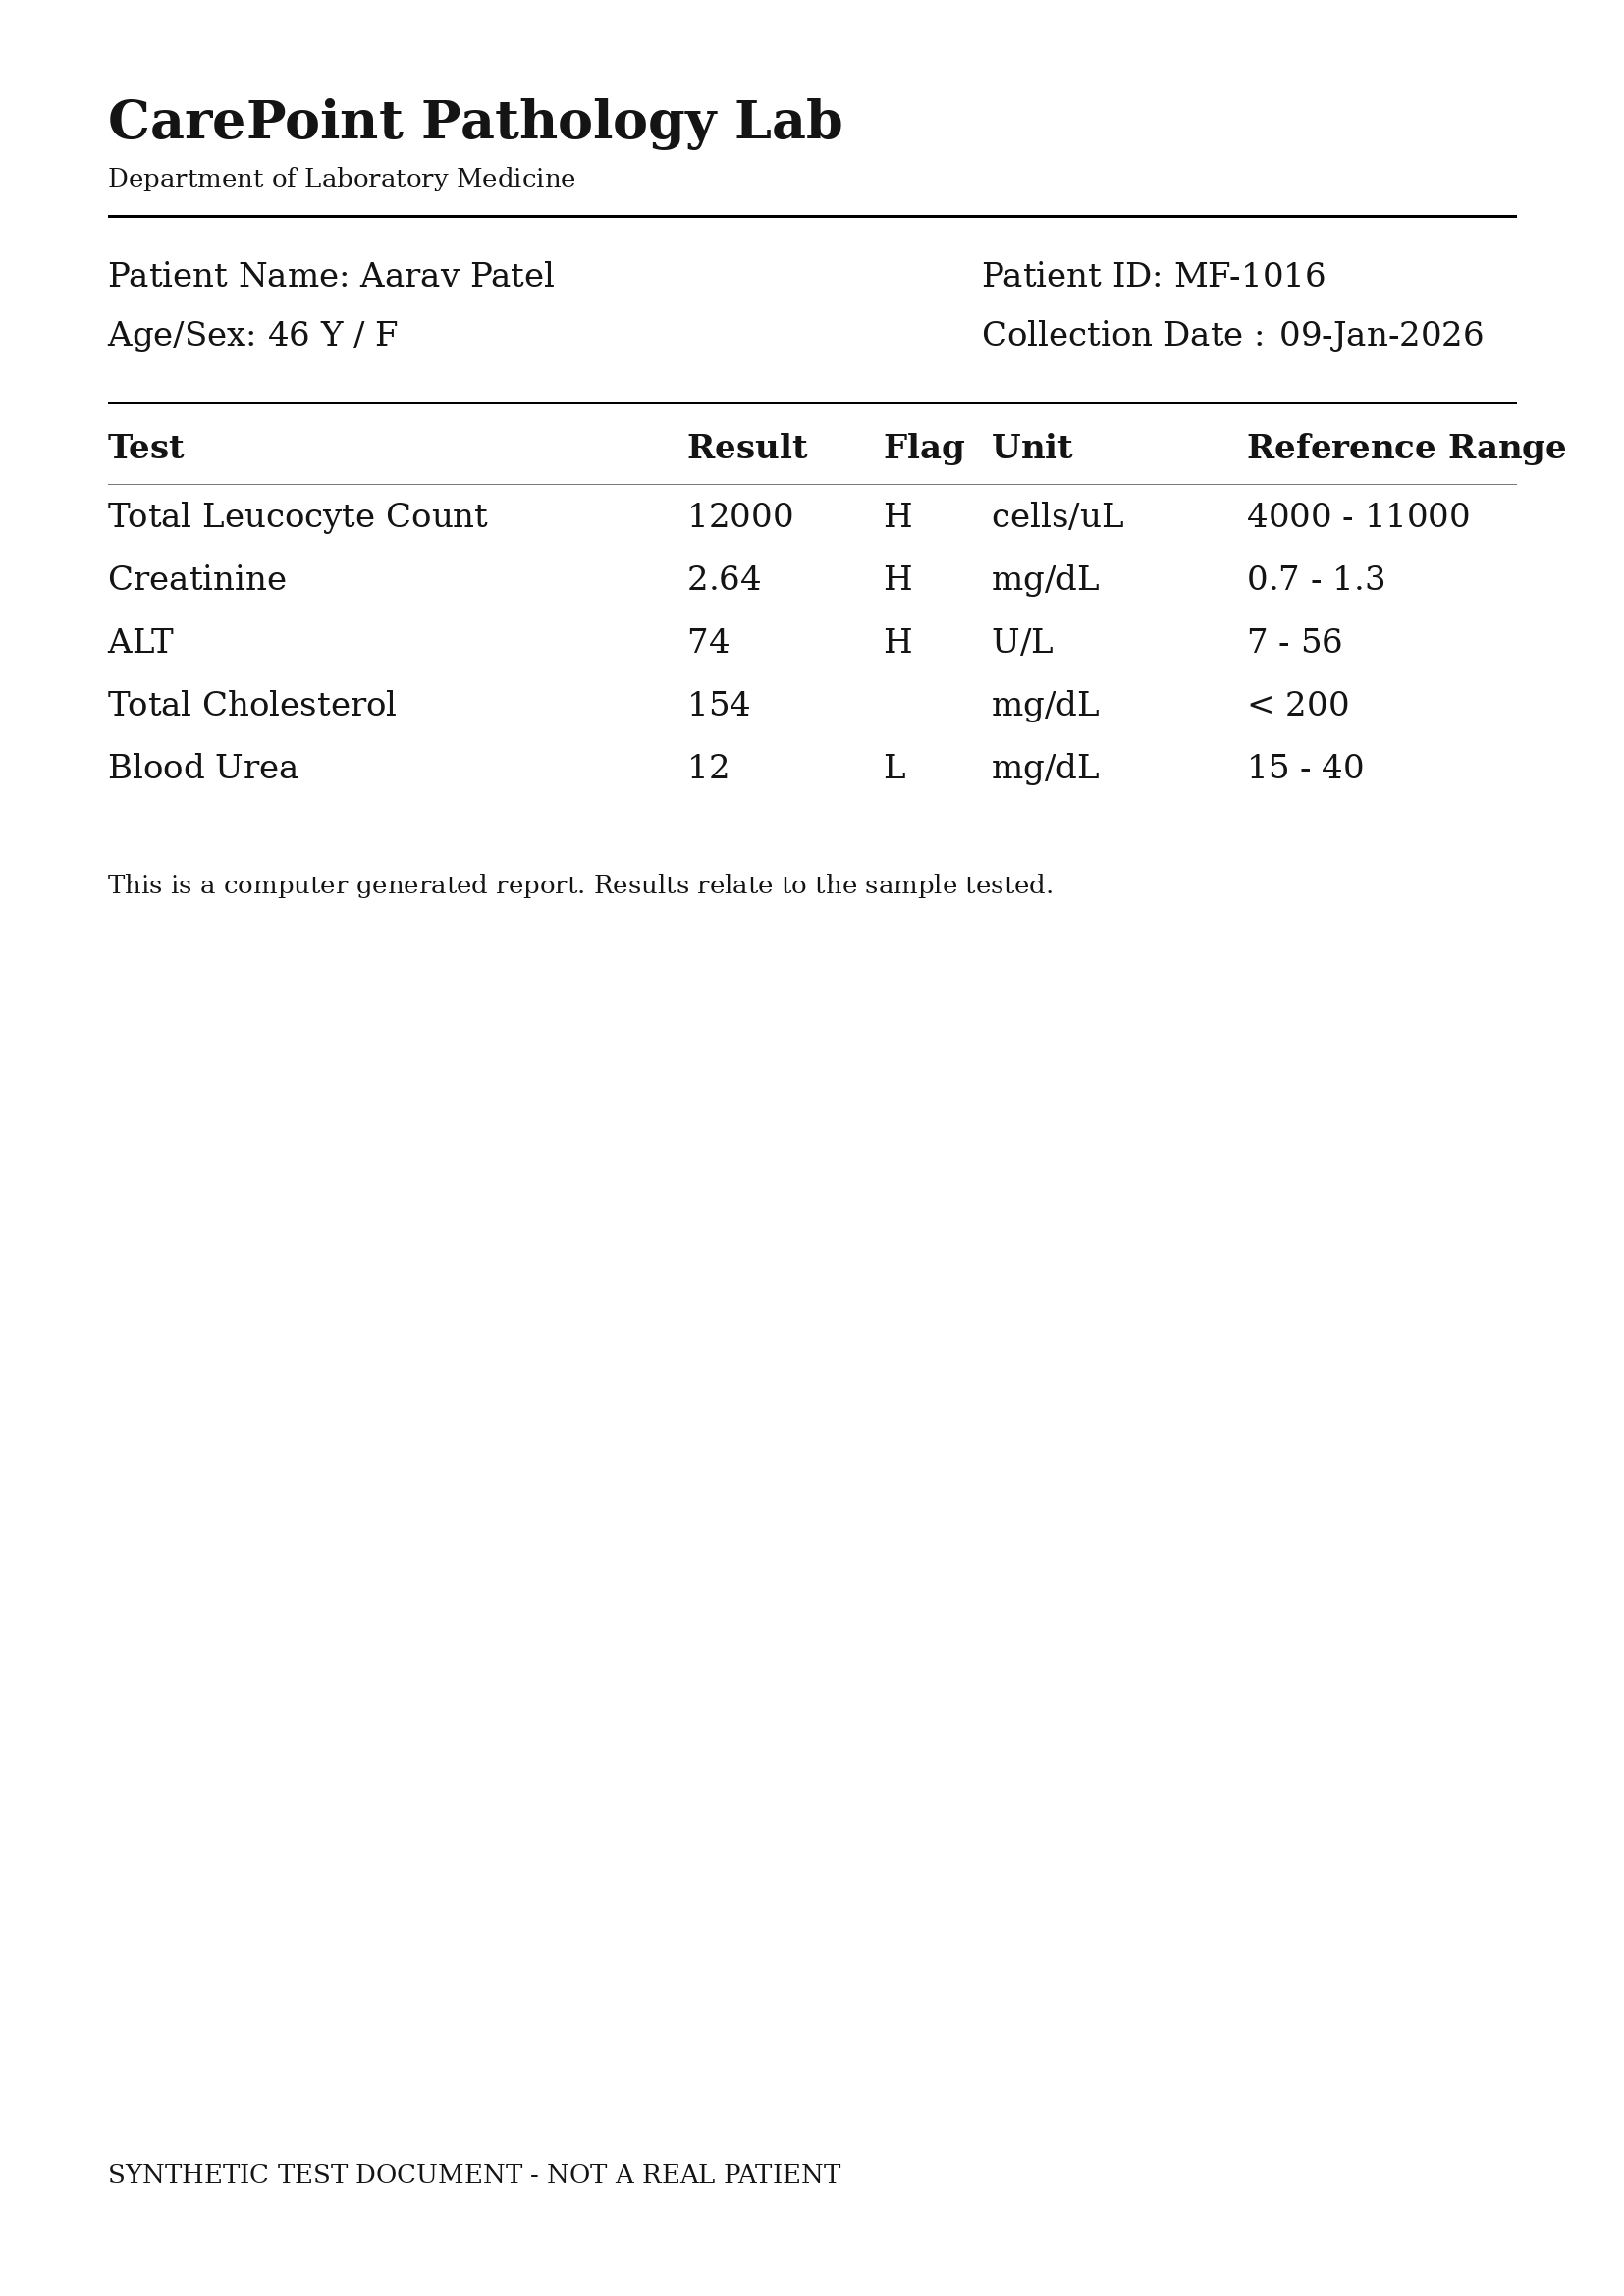 CarePoint Pathology Lab
Department of Laboratory Medicine
Patient Name: Aarav Patel Patient ID: MF-1016
Age/Sex: 46 Y / F Collection Date : 09-Jan-2026
Test Result Flag Unit Reference Range
Total Leucocyte Count 12000 H cells/uL 4000 - 11000
Creatinine 2.64 H mg/dL 0.7 - 1.3
ALT 74 H U/L 7 - 56
Total Cholesterol 154 mg/dL < 200
Blood Urea 12 L mg/dL 15 - 40
This is a computer generated report. Results relate to the sample tested.
SYNTHETIC TEST DOCUMENT - NOT A REAL PATIENT